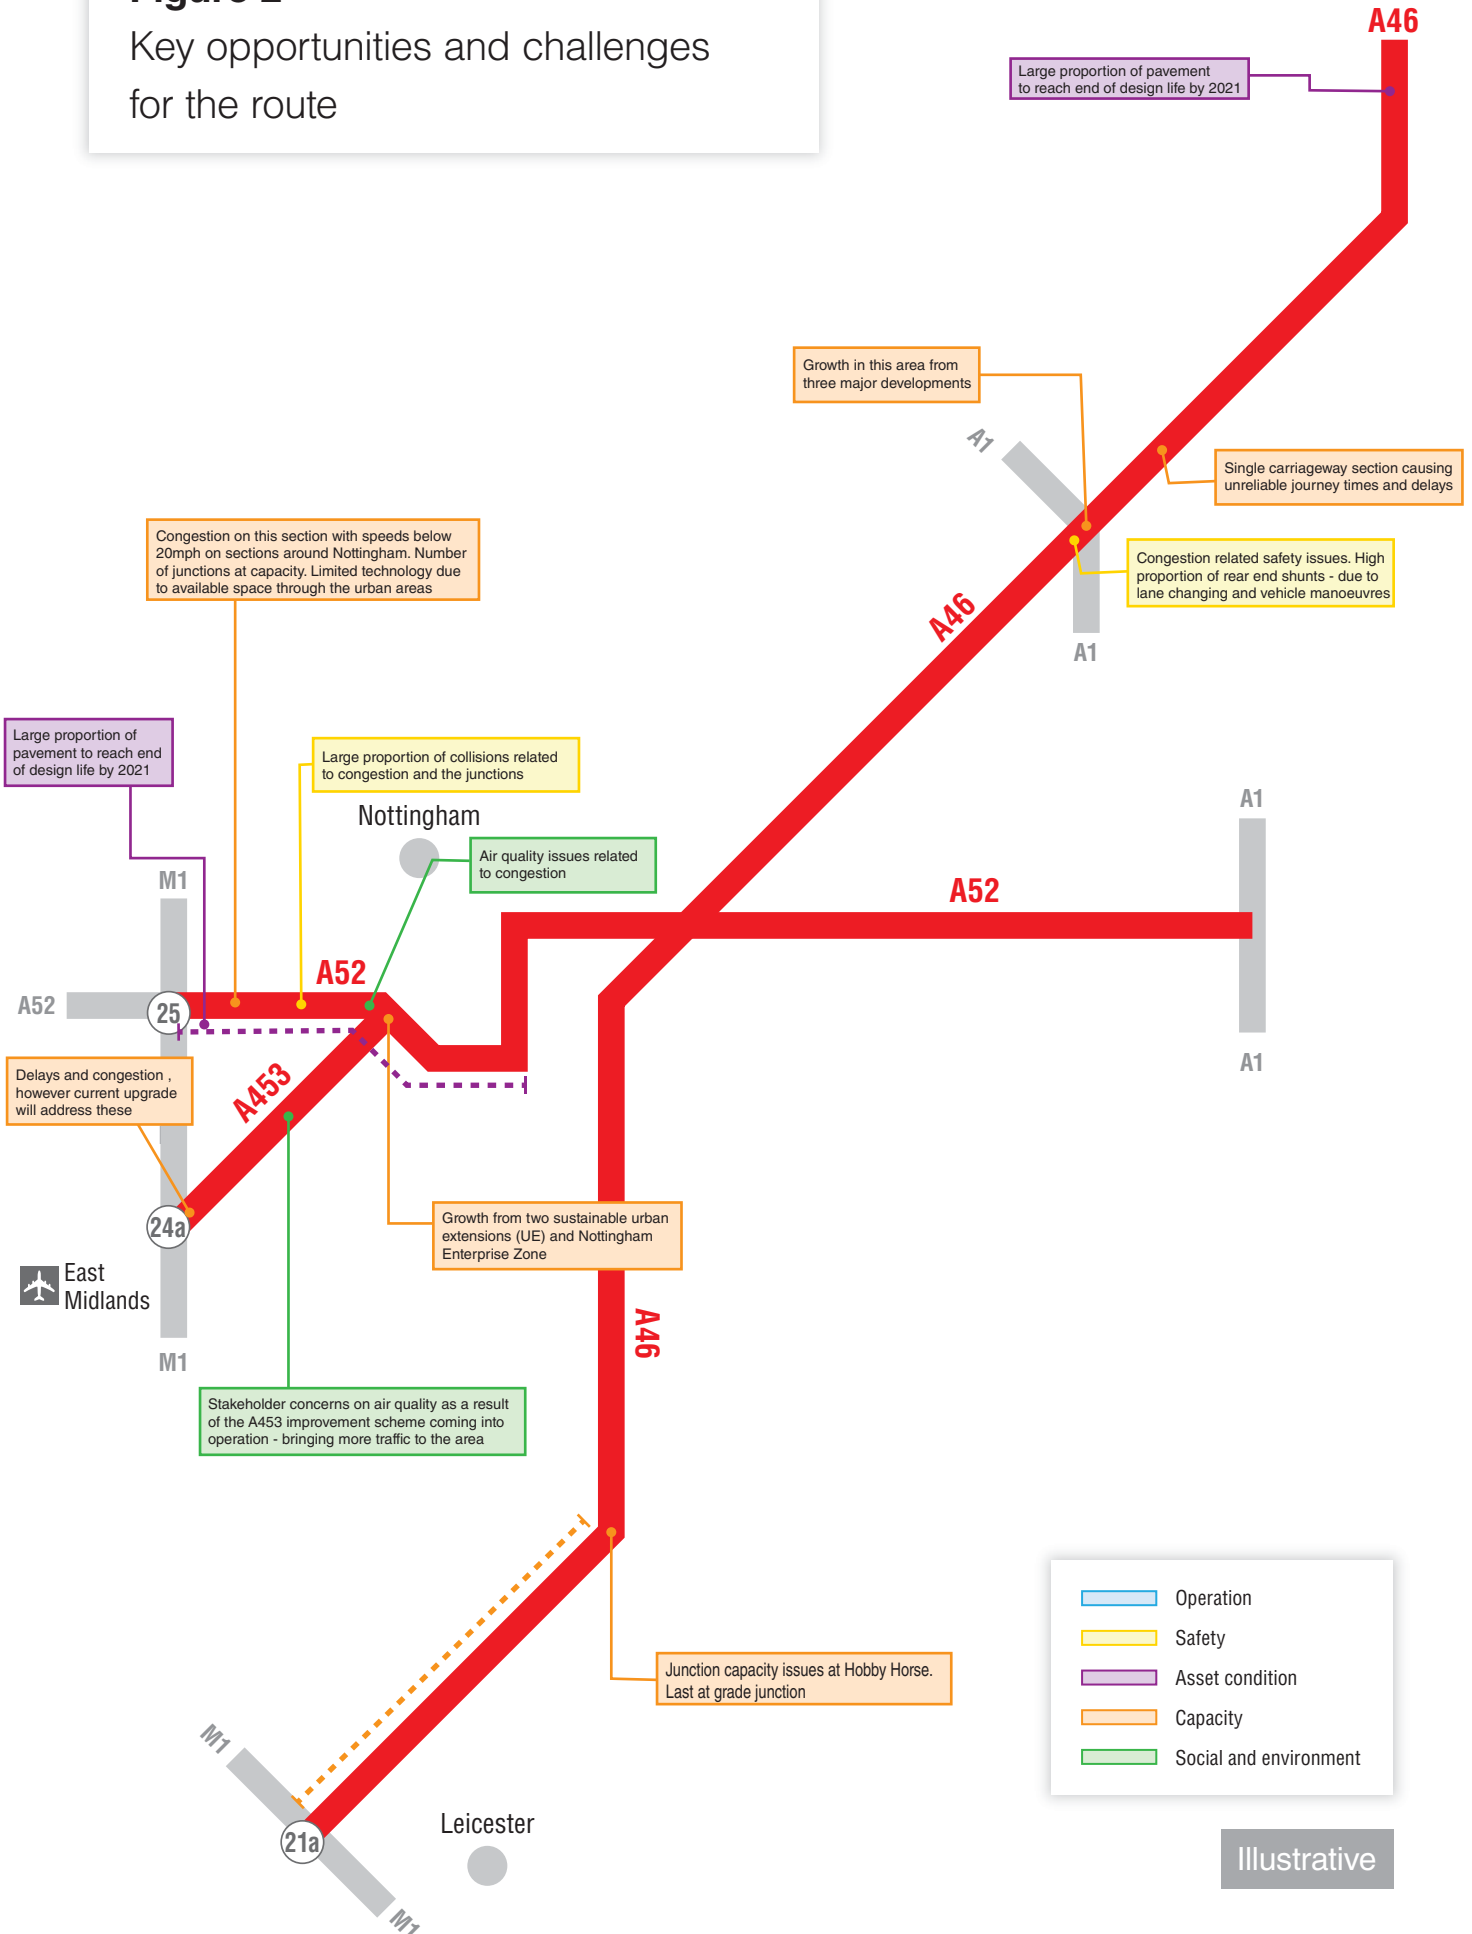 Figure 2
Key opportunities and challenges
for the route
A46
Large proportion of pavement
to reach end of design life by 2021
Growth in this area from
three major developments
A1
Single carriageway section causing
unreliable journey times and delays
Congestion on this section with speeds below
20mph on sections around Nottingham. Number
of junctions at capacity. Limited technology due
to available space through the urban areas
Congestion related safety issues. High
proportion of rear end shunts - due to
lane changing and vehicle manoeuvres
A46
A1
Large proportion of
pavement to reach end
of design life by 2021
Large proportion of collisions related
to congestion and the junctions
Nottingham
A1
Air quality issues related
to congestion
M1
A52
A52
A52
25
A1
Delays and congestion ,
however current upgrade
will address these
A453
24a
Growth from two sustainable urban
extensions (UE) and Nottingham
Enterprise Zone
East
Midlands
A46
M1
Stakeholder concerns on air quality as a result
of the A453 improvement scheme coming into
operation - bringing more traffic to the area
Junction capacity issues at Hobby Horse.
Last at grade junction
M1
21a
Leicester
M1
Operation
Safety
Asset condition
Capacity
Social and environment
Illustrative